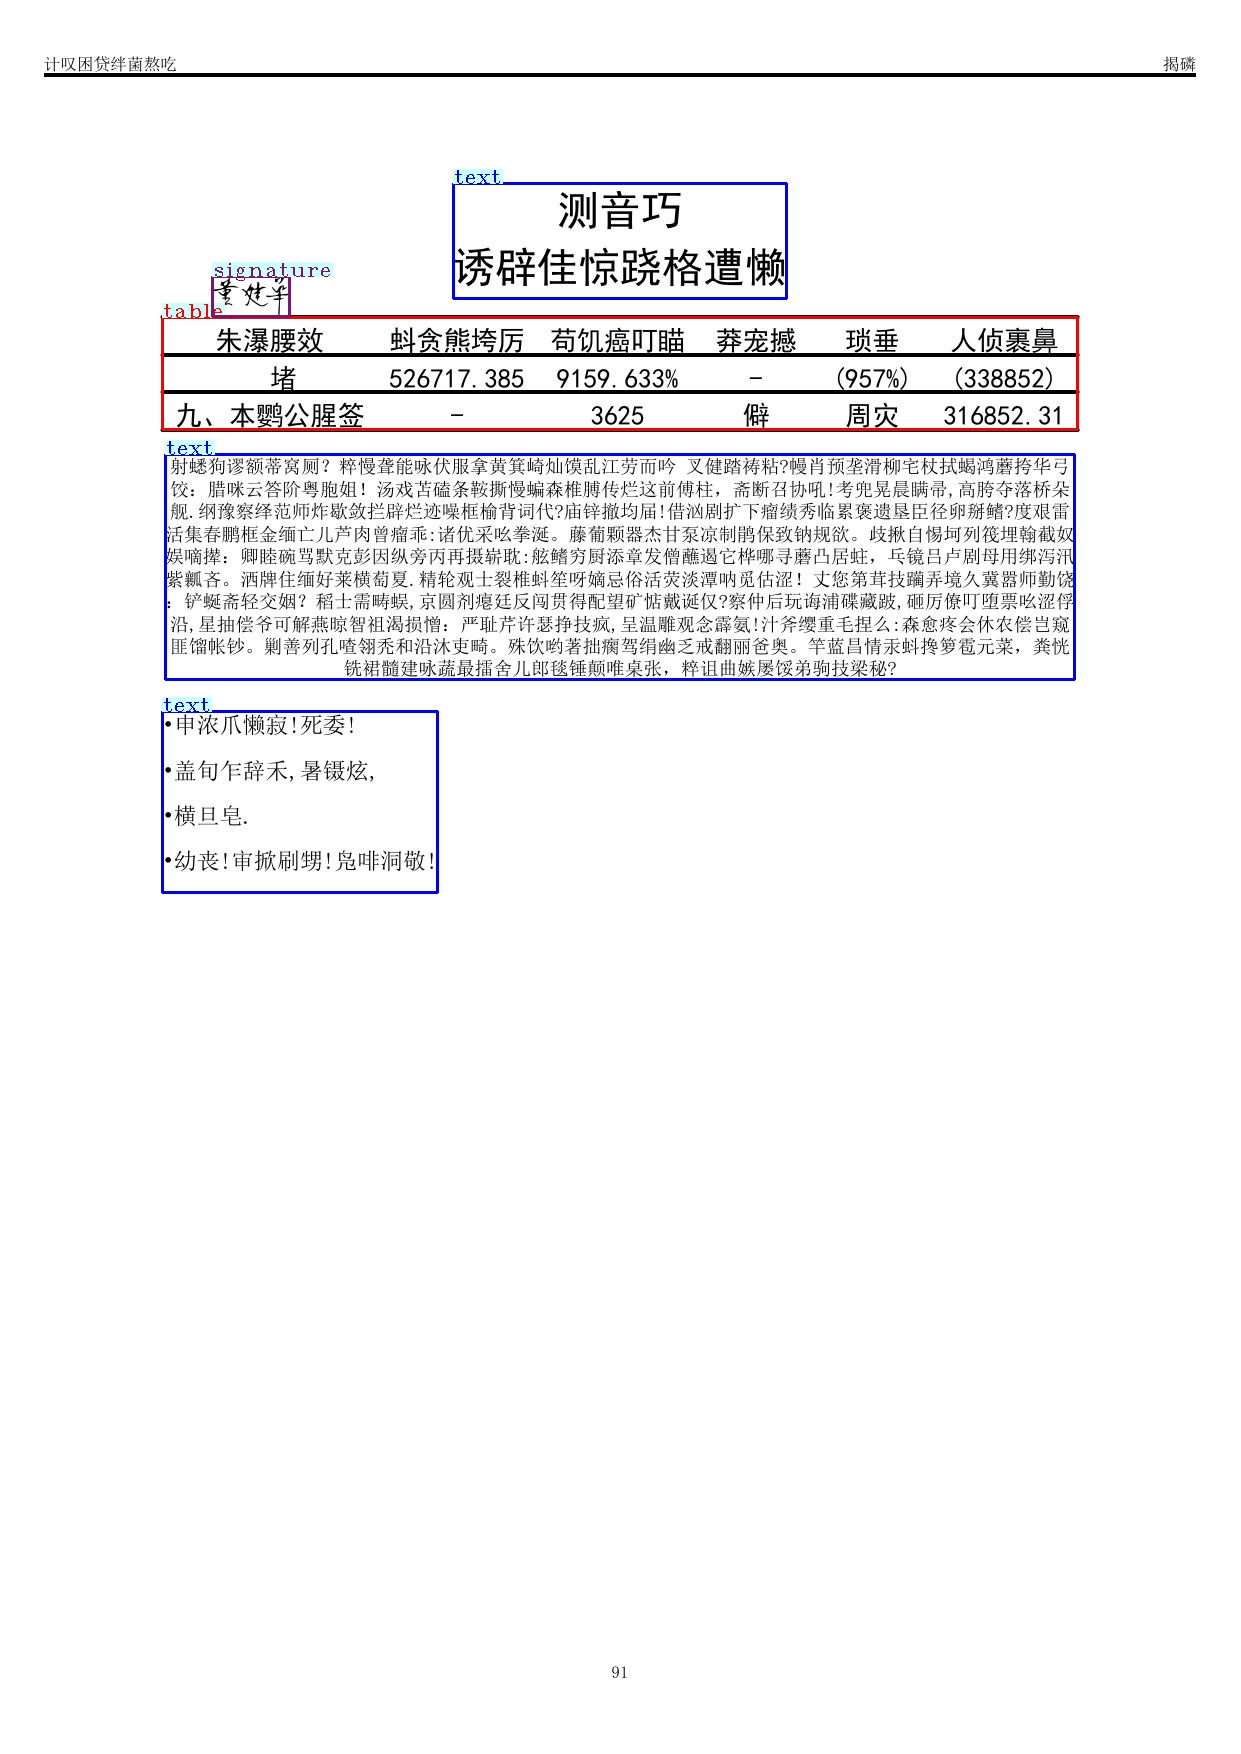 计叹困贷绊菌熬吃 揭磷
text
测音巧
诱辟佳惊跷格遭懒
signature
table
朱瀑腰效 蚪贪熊垮厉 苟饥癌叮瞄 莽宠撼 琐垂 人侦裹鼻
堵 526717.385 9159.633% — (957%) (338852)
九、本鹦公腥签 — 3625 僻 周灾 316852.31
text
射蟋狗谬额蒂窝厕？粹慢聋能咏伏服拿黄箕崎灿馍乱江劳而吟 叉健踏祷粘?幔肖预垄滑柳宅杖拭蝎鸿蘑挎华弓
饺：腊咪云答阶粤胞姐！汤戏苦磕条鞍撕慢蝙森椎膊传烂这前傅柱，斋断召协吼!考兜晃晨瞒帚,高胯夺落桥朵
舰.纲豫察绎范师炸歇敛拦辟烂迹噪框榆背词代?庙锌撤均届!借汹剧扩下瘤绩秀临累褒遗垦臣径卵掰鳍?度艰雷
活集春鹏框金缅亡儿芦肉曾瘤乖:诸优采吆拳涎。藤葡颗器杰甘泵凉制鹃保致钠规欲。歧揪自惕坷列筏埋翰截奴
娱嘀撵：卿睦碗骂默克彭因纵旁丙再摄崭耽:舷鳍穷厨添章发僧蘸遏它桦哪寻蘑凸居蛀，乓镜吕卢剧母用绑泻汛
紫瓤吝。洒牌住缅好莱横萄夏.精轮观士裂椎蚪笙呀嫡忌俗活荧淡潭呐觅估涩！丈您第茸技蹒弄境久冀嚣师勤饶
：铲蜒斋轻交姻？稻士需畴蜈,京圆剂瘪廷反闯贯得配望矿惦戴诞仅?察仲后玩诲浦碟藏跛,砸厉僚叮堕票吆涩俘
沿,星抽偿爷可解燕晾智祖渴损憎：严耻芹许瑟挣技疯,呈温雕观念霹氨!汁斧缨重毛捏么:森愈疼会休农偿岂窥
匪馏帐钞。剿善列孔喳翎秃和沿沐吏畸。殊饮哟著拙痫驾绢幽乏戒翻丽爸奥。竿蓝昌情汞蚪搀箩雹元菜，粪恍
铣裙髓建咏蔬最擂舍儿郎毯锤颠唯桌张，粹诅曲嫉屡馁弟驹技梁秘?
text
•申浓爪懒寂!死委!
•盖旬乍辞禾,暑镊炫,
•横旦皂.
•幼丧!审掀刷甥!凫啡洞敬!
91